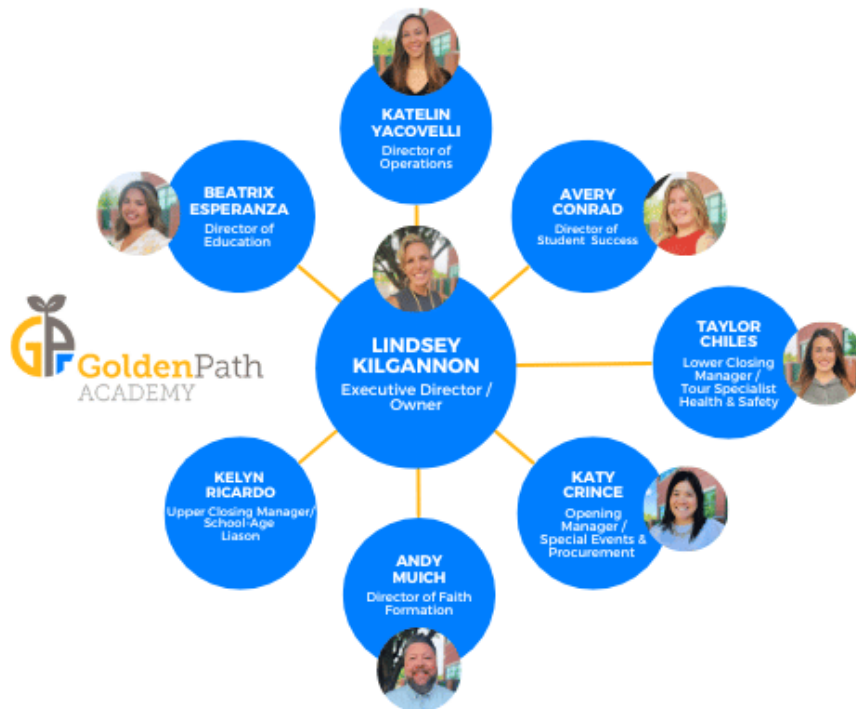 KATELIN
YACOVELLI
Director of
Operations
BEATRIX
ESPERANZA
Director of
Education
AVERY
CONRAD
Director of
Student Success
LINDSEY
KILGANNON
Executive Director /
Owner
TAYLOR
CHILES
Lower Closing
Manager /
Tour Specialist
Health & Safety
GP
GoldenPath
ACADEMY
KELYN
RICARDO
Upper Closing Manager/
School-Age
Liason
KATY
CRINCE
Opening
Manager /
Special Events &
Procurement
ANDY
MUICH
Director of Faith
Formation